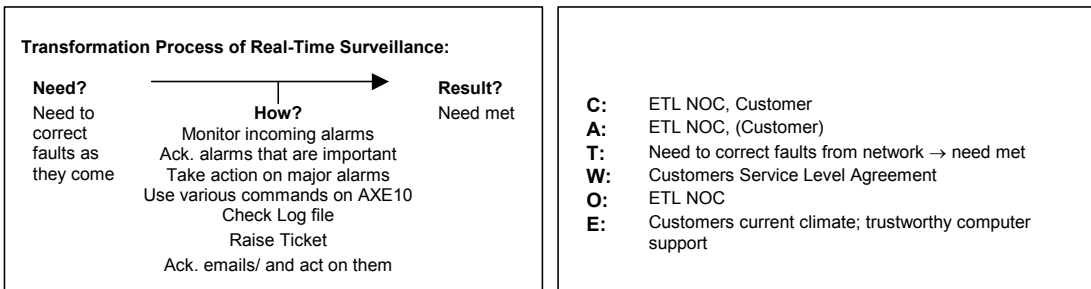 Transformation Process of Real-Time Surveillance:
Need?
Need to
correct
faults as
they come
How?
Monitor incoming alarms
Ack. alarms that are important
Take action on major alarms
Use various commands on AXE10
Check Log file
Raise Ticket
Ack. emails/ and act on them
Result?
Need met
C: ETL NOC, Customer
A: ETL NOC, (Customer)
T: Need to correct faults from network → need met
W: Customers Service Level Agreement
O: ETL NOC
E: Customers current climate; trustworthy computer
support